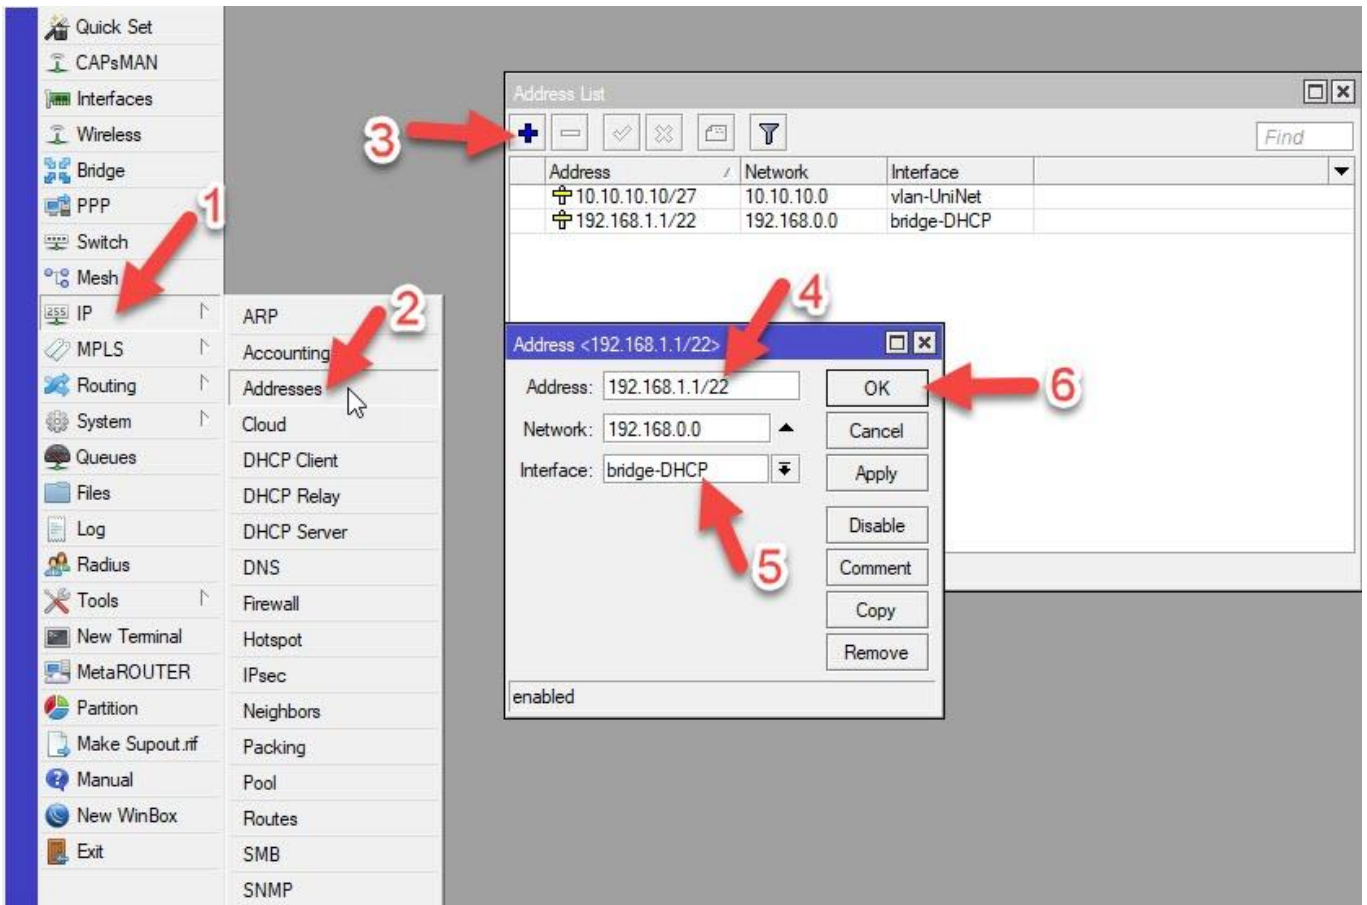 Quick Set
CAPsMAN
Interfaces
Wireless
Bridge
PPP
Switch
Mesh
255 IP
MPLS
Routing
System
Queues
Files
Log
Radius
Tools
New Terminal
MetaROUTER
Partition
Make Supout.rif
Manual
New WinBox
Exit
1
ARP
Accounting
Addresses
Cloud
DHCP Client
DHCP Relay
DHCP Server
DNS
Firewall
Hotspot
IPsec
Neighbors
Packing
Pool
Routes
SMB
SNMP
2
Address List
3
Find
Address Network Interface
10.10.10.10/27 10.10.10.0 vlan-UniNet
192.168.1.1/22 192.168.0.0 bridge-DHCP
4
Address <192.168.1.1/22>
Address: 192.168.1.1/22
Network: 192.168.0.0
Interface: bridge-DHCP
5
OK
6
Cancel
Apply
Disable
Comment
Copy
Remove
enabled